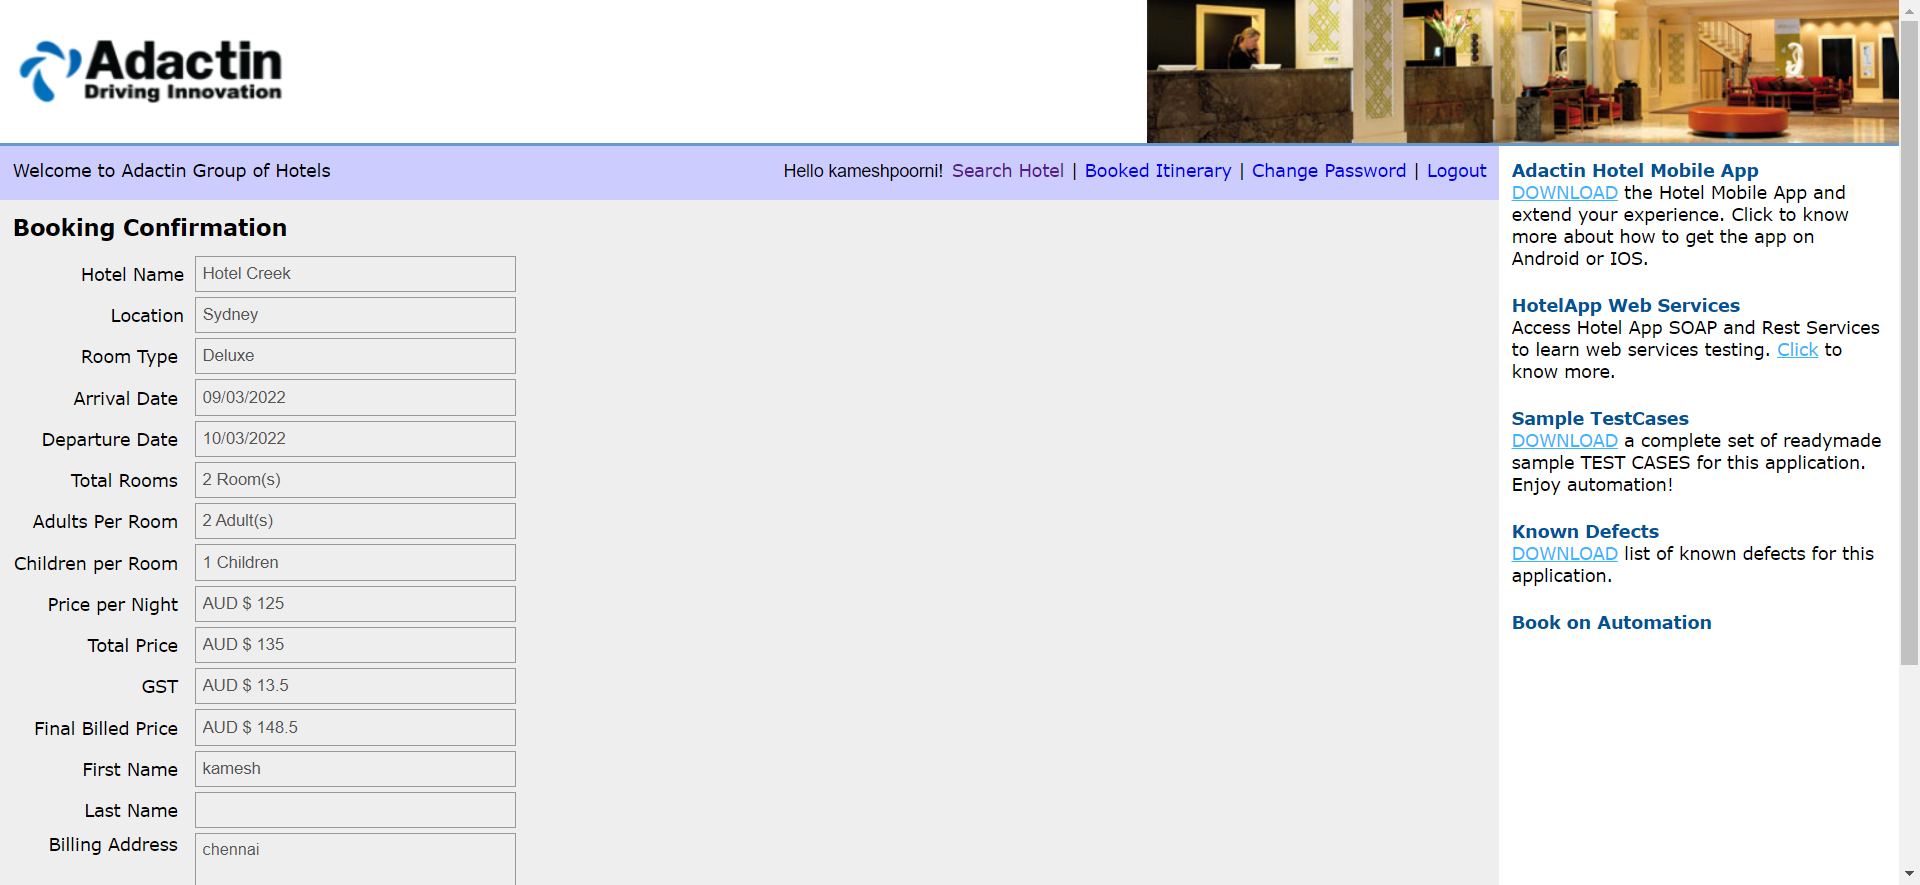 Adactin
Driving Innovation
Welcome to Adactin Group of Hotels
Hello kameshpoorni! Search Hotel | Booked Itinerary | Change Password | Logout
Booking Confirmation
Hotel Name Hotel Creek
Location Sydney
Room Type Deluxe
Arrival Date 09/03/2022
Departure Date 10/03/2022
Total Rooms 2 Room(s)
Adults Per Room 2 Adult(s)
Children per Room 1 Children
Price per Night AUD $ 125
Total Price AUD $ 135
GST AUD $ 13.5
Final Billed Price AUD $ 148.5
First Name kamesh
Last Name
Billing Address chennai
Adactin Hotel Mobile App
DOWNLOAD the Hotel Mobile App and
extend your experience. Click to know
more about how to get the app on
Android or IOS.
HotelApp Web Services
Access Hotel App SOAP and Rest Services
to learn web services testing. Click to
know more.
Sample TestCases
DOWNLOAD a complete set of readymade
sample TEST CASES for this application.
Enjoy automation!
Known Defects
DOWNLOAD list of known defects for this
application.
Book on Automation